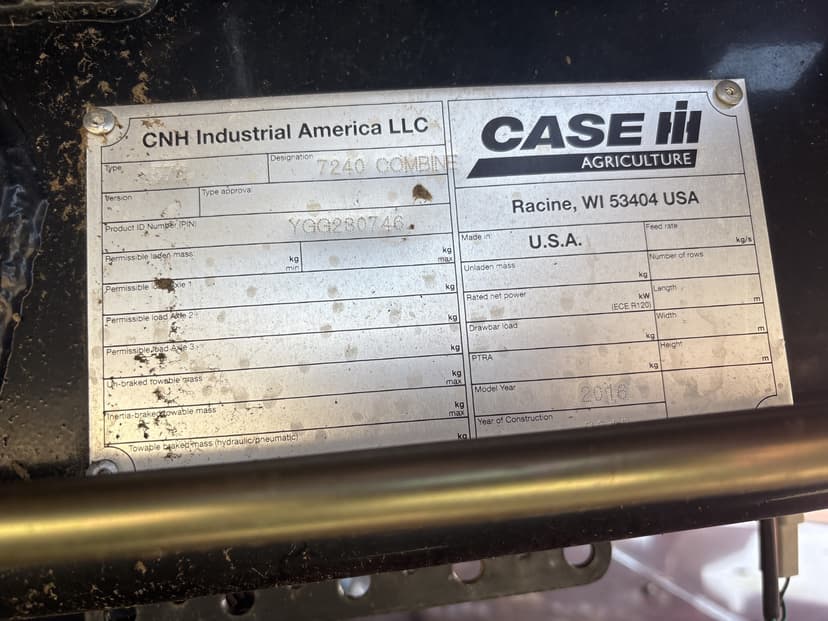 CNH Industrial America LLC
Type
Designation
7240 COMBINE
Version
Type approval
Product ID Number (PIN)
YGG280746
Permissible laden mass
kg
min
kg
max
Permissible load Axle 1
kg
Permissible load Axle 2
kg
Permissible load Axle 3
kg
Un-braked towable mass
kg
max
Inertia-braked towable mass
kg
max
Towable braked mass (hydraulic/pneumatic)
kg
CASE IH
AGRICULTURE
Racine, WI 53404 USA
Made in:
U.S.A.
Feed rate
kg/s
Unladen mass
kg
Number of rows
Rated net power
kW
(ECE R120)
Length
m
Drawbar load
kg
Width
m
PTRA
kg
Height
m
Model Year
2016
Year of Construction